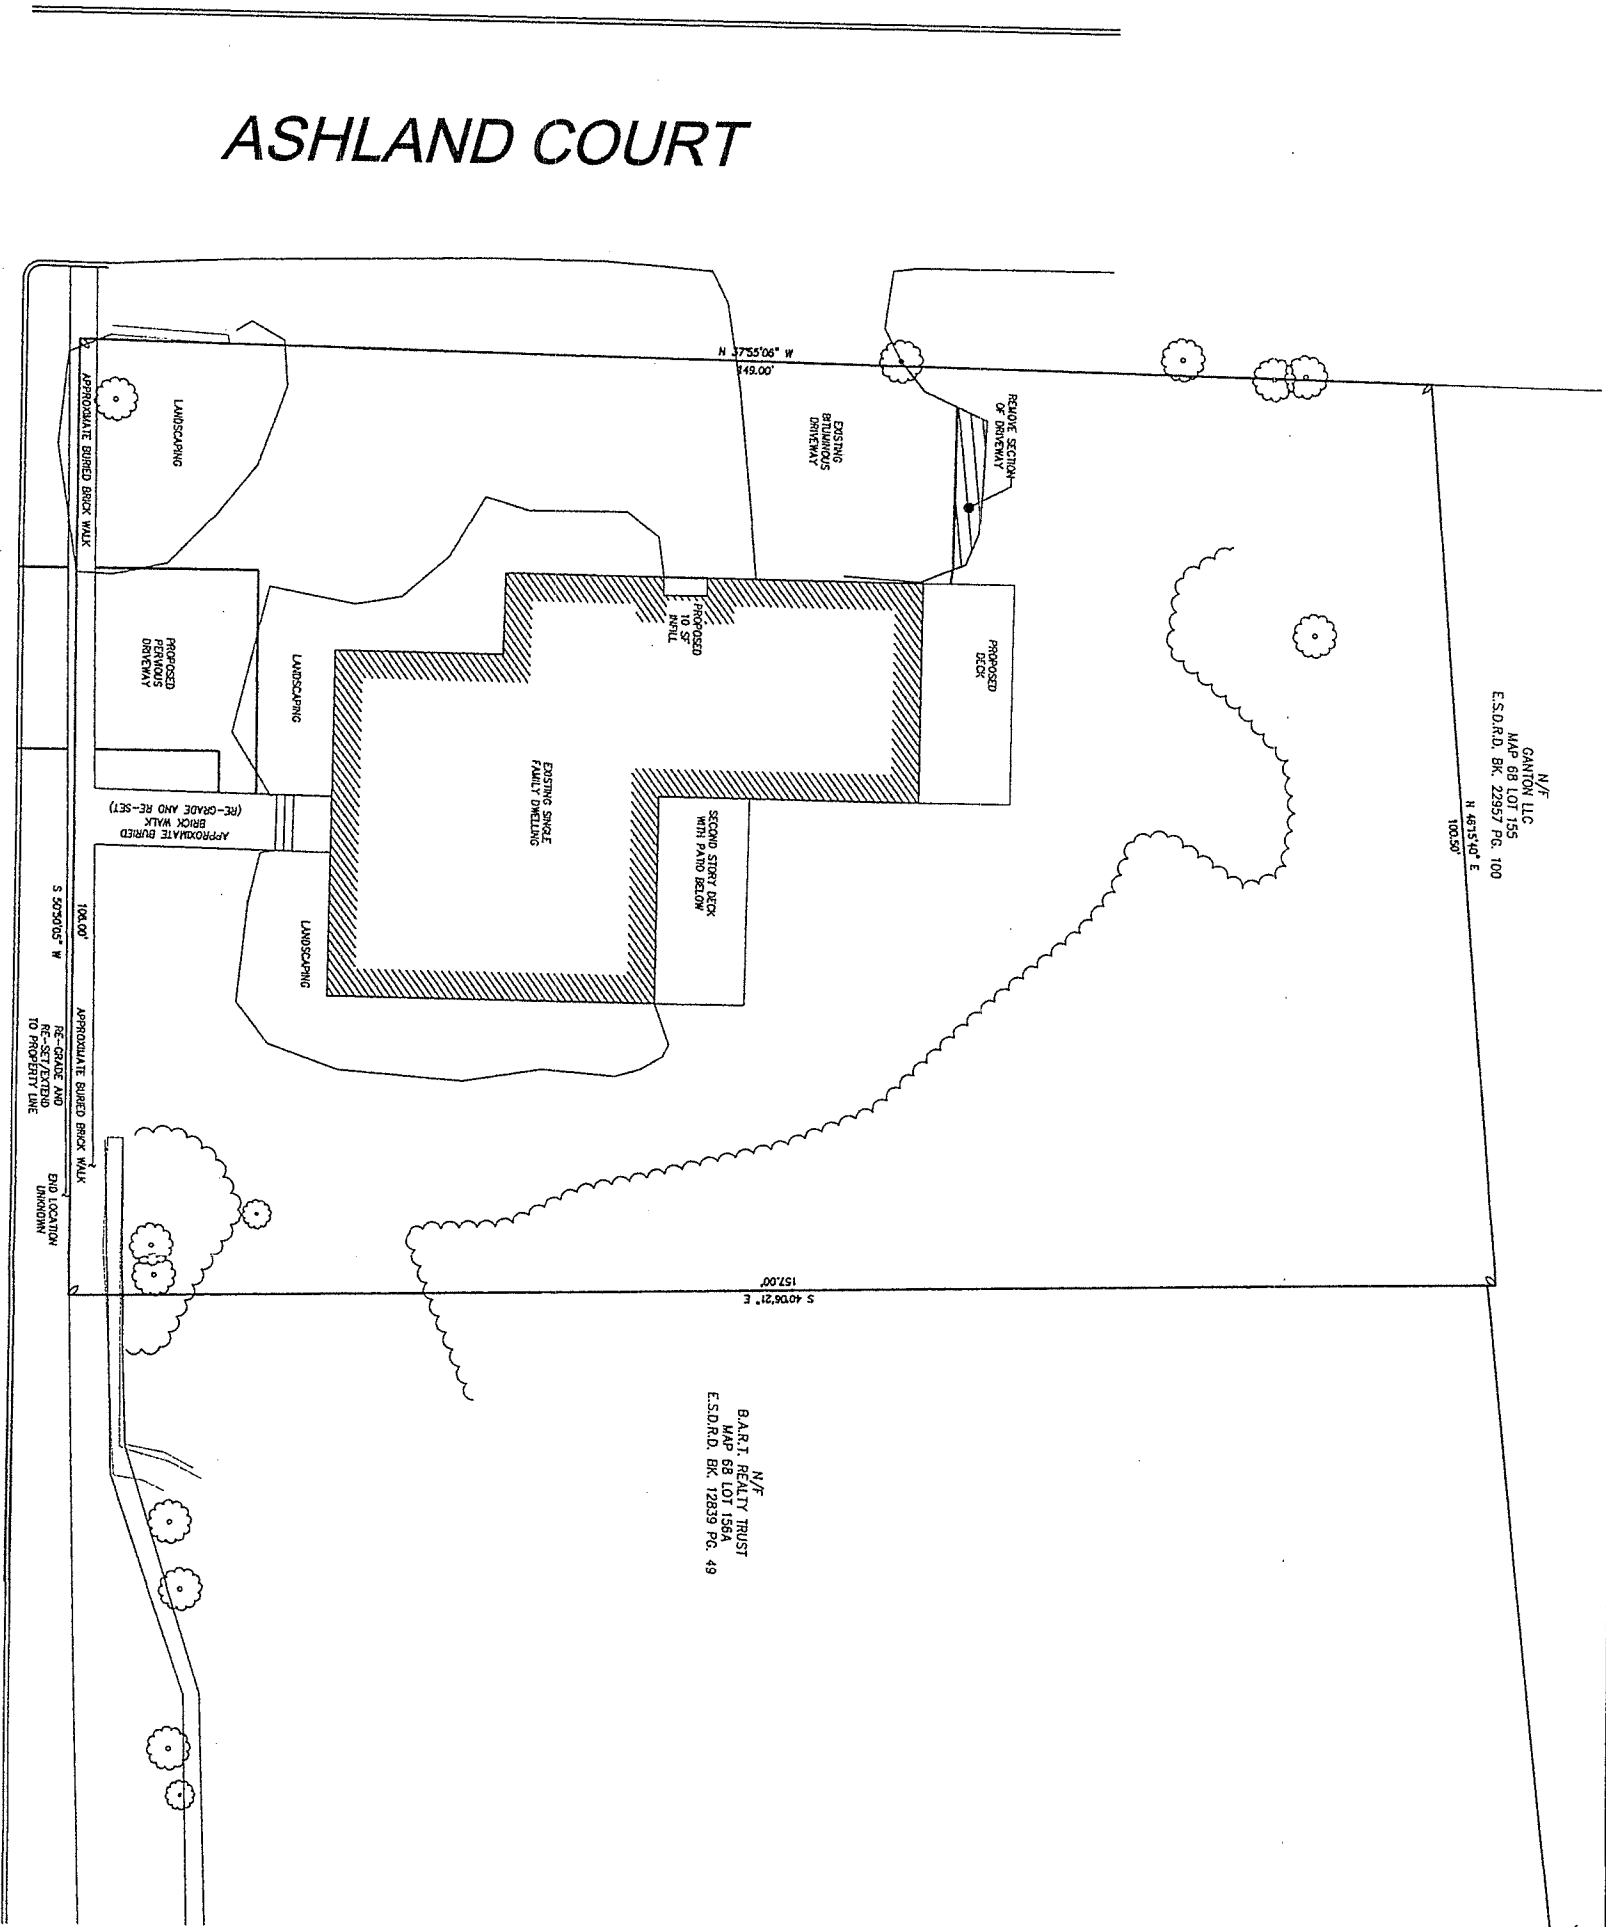 ASHLAND COURT
N 37°55'06" W
149.00'
REMOVE SECTION
OF DRIVEWAY
EXISTING
BITUMINOUS
DRIVEWAY
LANDSCAPING
APPROXIMATE BURIED BRICK WALK
PROPOSED
10 SF
INFILL
PROPOSED
DECK
PROPOSED
PERVIOUS
DRIVEWAY
LANDSCAPING
N/F
GANTON LLC
MAP 68 LOT 155
E.S.D.R.D. BK. 22957 PG. 100
N 46°15'40" E
100.50'
EXISTING SINGLE
FAMILY DWELLING
SECOND STORY DECK
WITH PATIO BELOW
APPROXIMATE BURIED
BRICK WALK
(RE-GRADE AND RE-SET)
LANDSCAPING
106.00'
S 50°50'05" W
APPROXIMATE BURIED BRICK WALK
RE-GRADE AND
RE-SET/EXTEND
TO PROPERTY LINE
END LOCATION
UNKNOWN
157.00'
S 40°06'21" E
N/F
B.A.R.T. REALTY TRUST
MAP 68 LOT 156A
E.S.D.R.D. BK. 12839 PG. 49